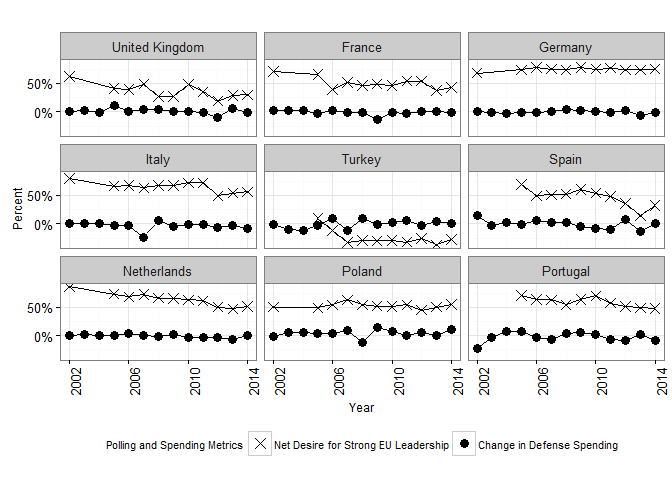 United Kingdom France Germany
50%
0%
Italy Turkey Spain
Percent
50%
0%
Netherlands Poland Portugal
50%
0%
2002 2006 2010 2014 2002 2006 2010 2014 2002 2006 2010 2014
Year
Polling and Spending Metrics Net Desire for Strong EU Leadership Change in Defense Spending